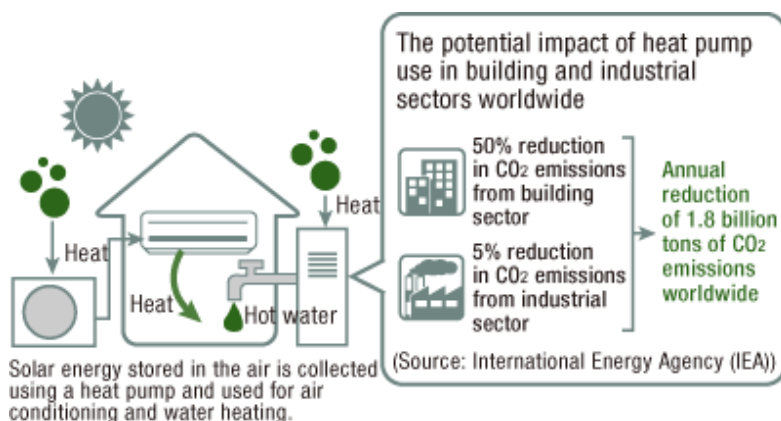 The potential impact of heat pump
use in building and industrial
sectors worldwide
50% reduction
in CO2 emissions
from building
sector
5% reduction
in CO2 emissions
from industrial
sector
Annual
reduction
of 1.8 billion
tons of CO2
emissions
worldwide
(Source: International Energy Agency (IEA))
Heat
Heat
Heat
Hot water
Solar energy stored in the air is collected
using a heat pump and used for air
conditioning and water heating.